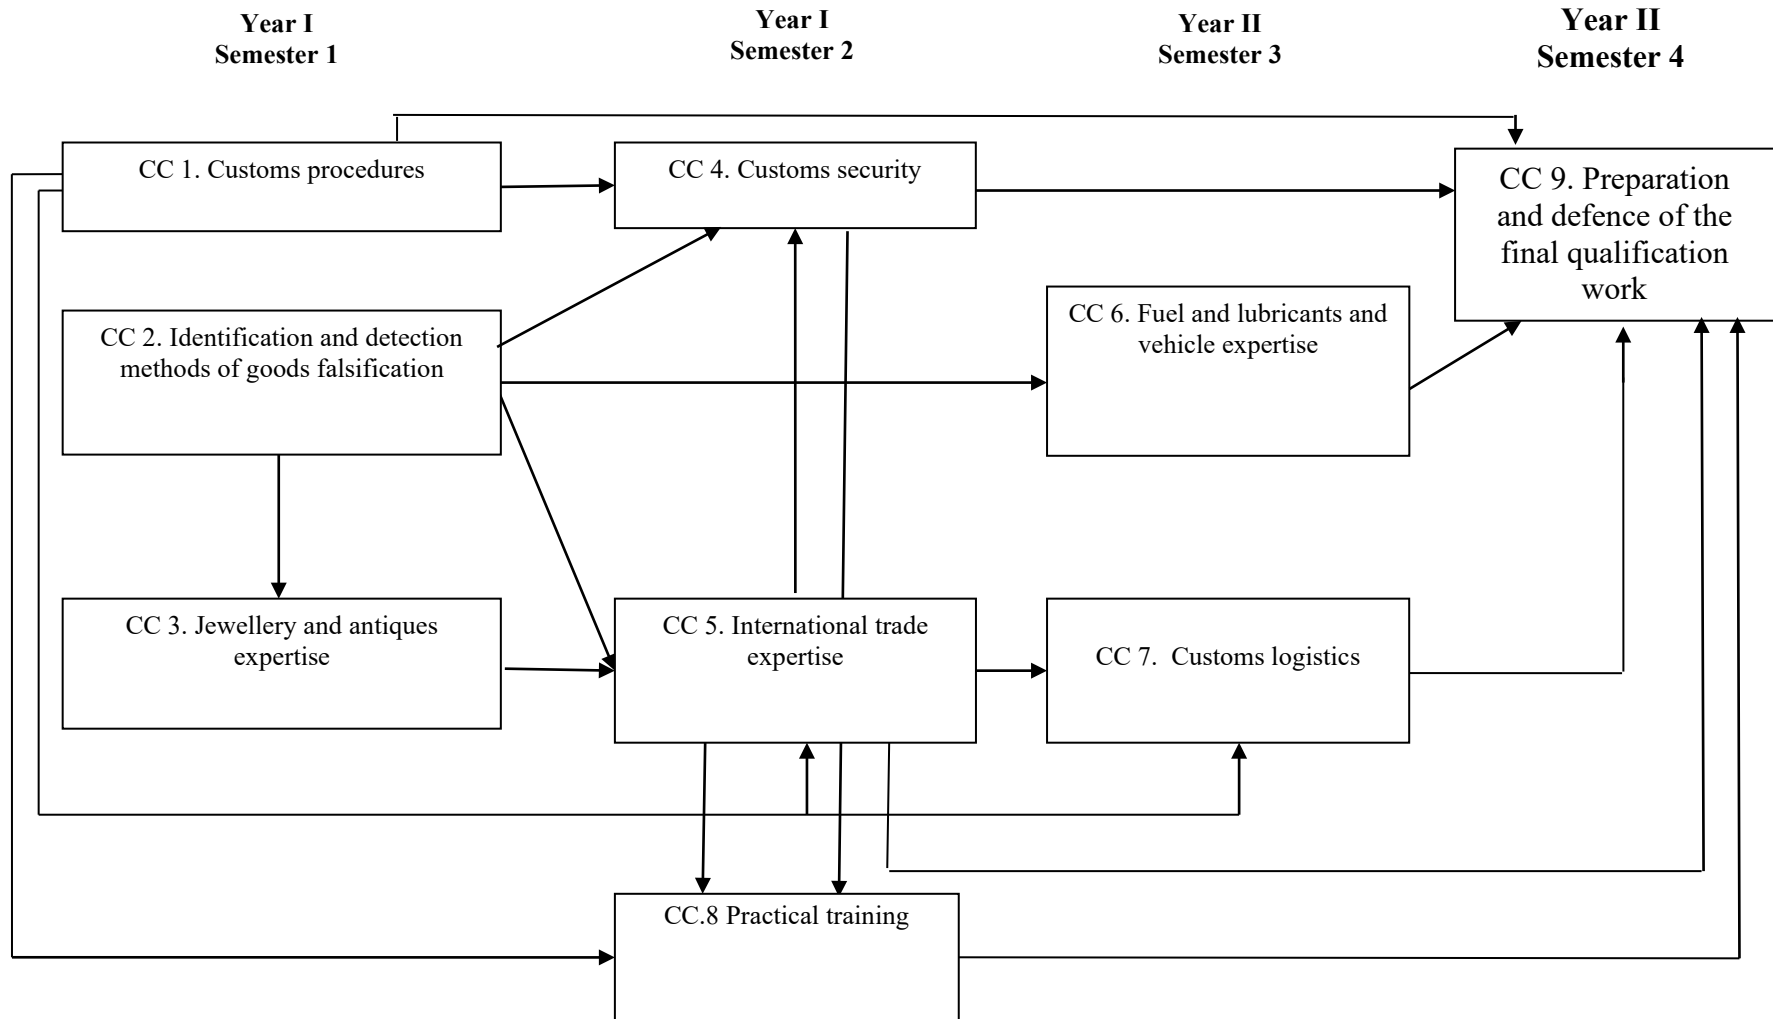 Year I
Semester 1
Year I
Semester 2
Year II
Semester 3
Year II
Semester 4
CC 1. Customs procedures
CC 4. Customs security
CC 9. Preparation
and defence of the
final qualification
work
CC 2. Identification and detection
methods of goods falsification
CC 6. Fuel and lubricants and
vehicle expertise
CC 3. Jewellery and antiques
expertise
CC 5. International trade
expertise
CC 7.  Customs logistics
CC.8 Practical training